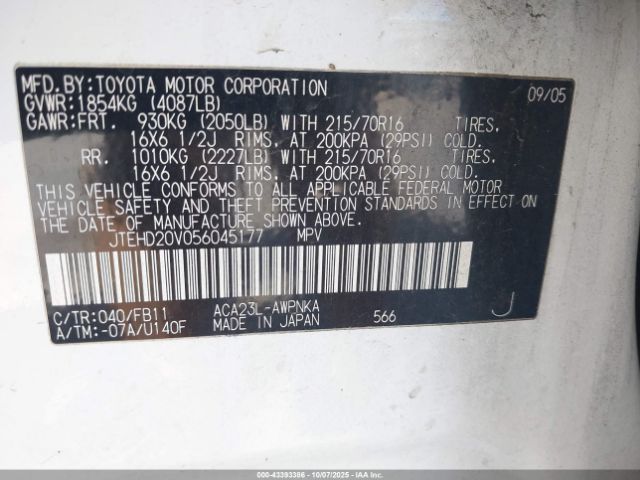 MFD.BY:TOYOTA MOTOR CORPORATION 09/05
GVWR:1854KG (4087LB)
GAWR:FRT. 930KG (2050LB) WITH 215/70R16 TIRES,
16X6 1/2J RIMS, AT 200KPA (29PSI) COLD.
RR. 1010KG (2227LB) WITH 215/70R16 TIRES,
16X6 1/2J RIMS, AT 200KPA (29PSI) COLD.
THIS VEHICLE CONFORMS TO ALL APPLICABLE FEDERAL MOTOR
VEHICLE SAFETY AND THEFT PREVENTION STANDARDS IN EFFECT ON
THE DATE OF MANUFACTURE SHOWN ABOVE.
JTEHD20V056045177 MPV
C/TR:040/FB11 ACA23L-AWPNKA
A/TM:-07A/U140F MADE IN JAPAN 566 J
000-43393386 - 10/07/2025 - IAAI.COM